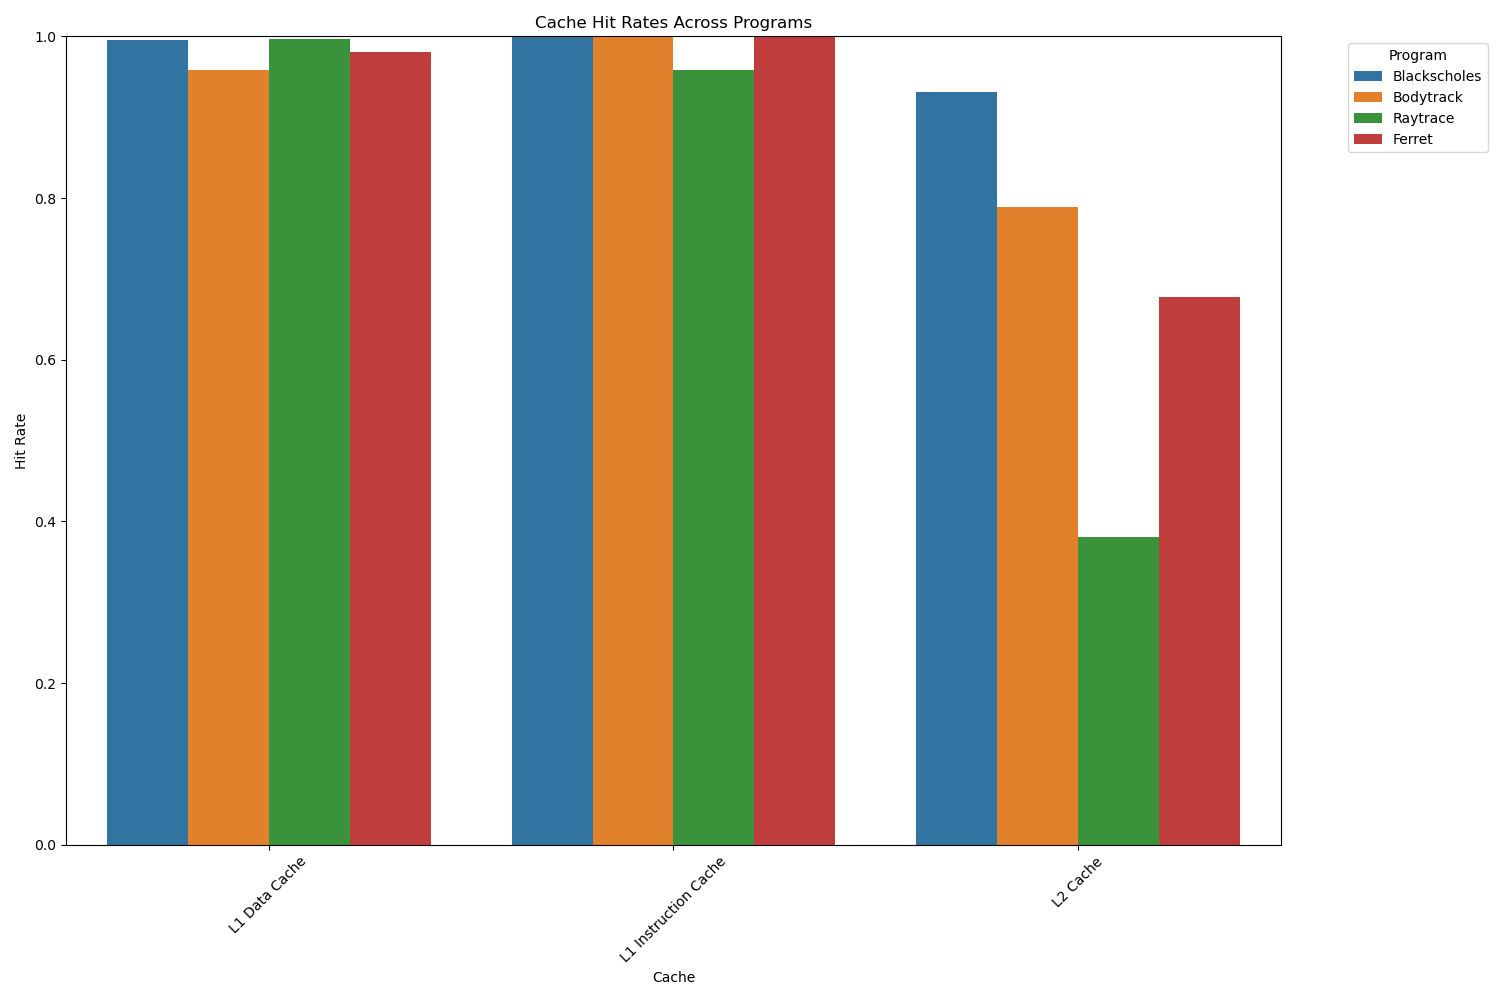 Cache Hit Rates Across Programs
1.0
0.8
0.6
0.4
0.2
0.0
Hit Rate
L1 Data Cache
L1 Instruction Cache
L2 Cache
Cache
Program
Blackscholes
Bodytrack
Raytrace
Ferret